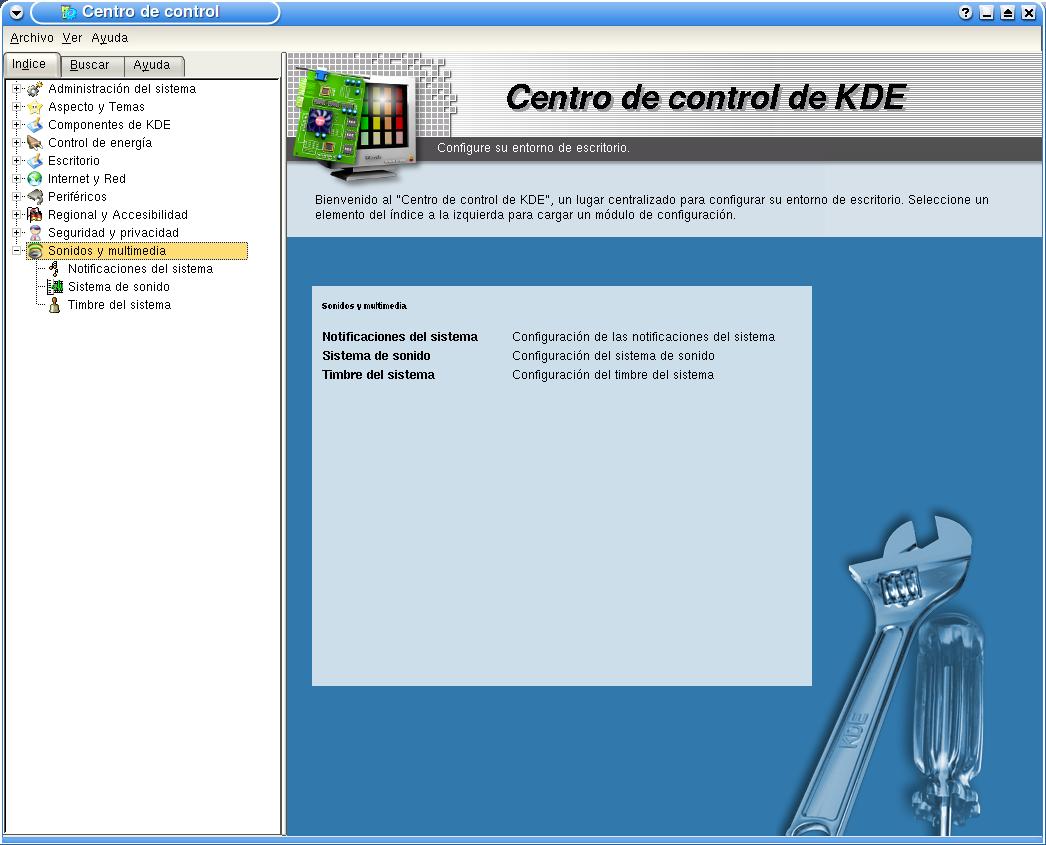 Centro de control
Archivo Ver Ayuda
Indice Buscar Ayuda
Administración del sistema
Aspecto y Temas
Componentes de KDE
Control de energía
Escritorio
Internet y Red
Periféricos
Regional y Accesibilidad
Seguridad y privacidad
Sonidos y multimedia
Notificaciones del sistema
Sistema de sonido
Timbre del sistema
Centro de control de KDE
Configure su entorno de escritorio.
Bienvenido al "Centro de control de KDE", un lugar centralizado para configurar su entorno de escritorio. Seleccione un
elemento del índice a la izquierda para cargar un módulo de configuración.
Sonidos y multimedia
Notificaciones del sistema Configuración de las notificaciones del sistema
Sistema de sonido Configuración del sistema de sonido
Timbre del sistema Configuración del timbre del sistema
KDE